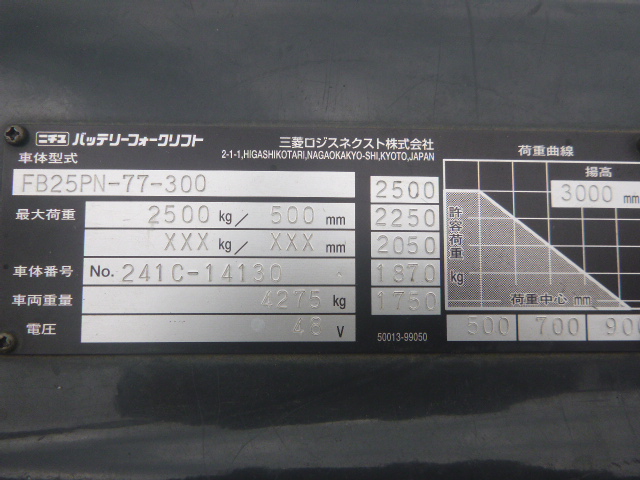 ニチユ バッテリーフォークリフト
三菱ロジスネクスト株式会社
2-1-1,HIGASHIKOTARI,NAGAOKAKYO-SHI,KYOTO,JAPAN
車体型式
FB25PN-77-300
最大荷重 2500 kg/ 500 mm
XXX kg/ XXX mm
車体番号 No. 241C-14130
車両重量 4275 kg
電圧 48 V
2500
2250
2050
1870
1750
50013-99050
荷重曲線
揚高
3000 mm
許容荷重
kg
荷重中心 mm
500 700 900